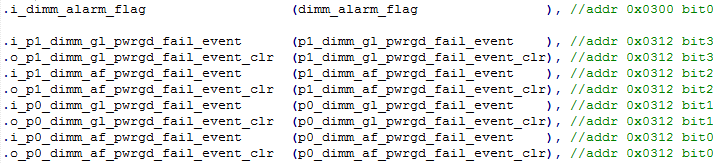 .i_dimm_alarm_flag (dimm_alarm_flag ), //addr 0x0300 bit0
.i_p1_dimm_gl_pwrgd_fail_event (p1_dimm_gl_pwrgd_fail_event ), //addr 0x0312 bit3
.o_p1_dimm_gl_pwrgd_fail_event_clr (p1_dimm_gl_pwrgd_fail_event_clr), //addr 0x0312 bit3
.i_p1_dimm_af_pwrgd_fail_event (p1_dimm_af_pwrgd_fail_event ), //addr 0x0312 bit2
.o_p1_dimm_af_pwrgd_fail_event_clr (p1_dimm_af_pwrgd_fail_event_clr), //addr 0x0312 bit2
.i_p0_dimm_gl_pwrgd_fail_event (p0_dimm_gl_pwrgd_fail_event ), //addr 0x0312 bit1
.o_p0_dimm_gl_pwrgd_fail_event_clr (p0_dimm_gl_pwrgd_fail_event_clr), //addr 0x0312 bit1
.i_p0_dimm_af_pwrgd_fail_event (p0_dimm_af_pwrgd_fail_event ), //addr 0x0312 bit0
.o_p0_dimm_af_pwrgd_fail_event_clr (p0_dimm_af_pwrgd_fail_event_clr), //addr 0x0312 bit0